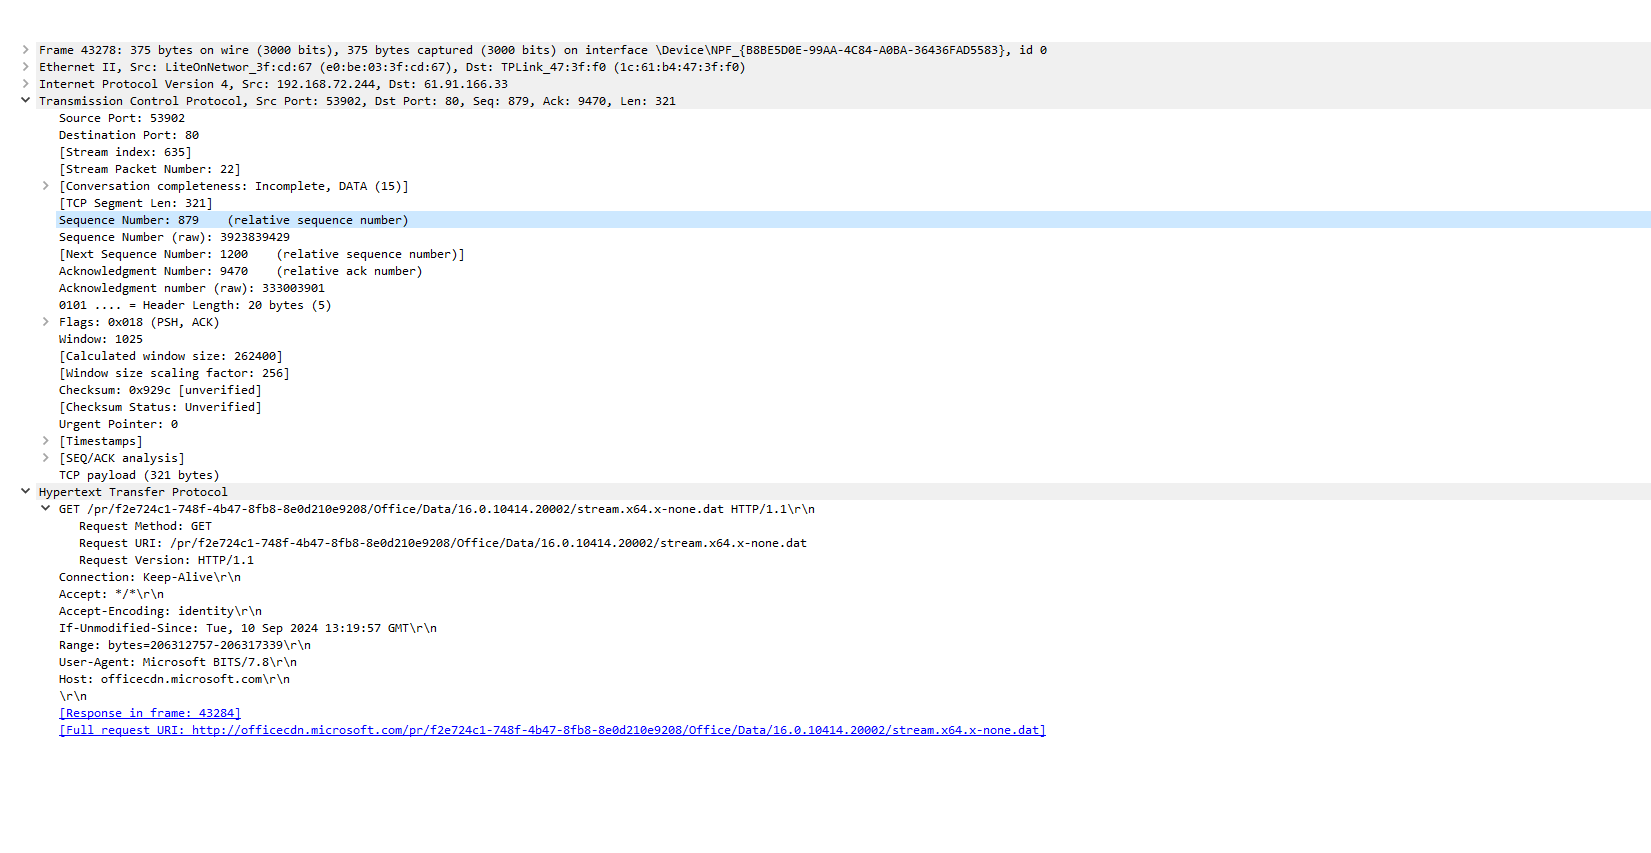 Frame 43278: 375 bytes on wire (3000 bits), 375 bytes captured (3000 bits) on interface \Device\NPF_{B8BE5D0E-99AA-4C84-A0BA-36436FAD5583}, id 0
Ethernet II, Src: LiteOnNetwor_3f:cd:67 (e0:be:03:3f:cd:67), Dst: TPLink_47:3f:f0 (1c:61:b4:47:3f:f0)
Internet Protocol Version 4, Src: 192.168.72.244, Dst: 61.91.166.33
Transmission Control Protocol, Src Port: 53902, Dst Port: 80, Seq: 879, Ack: 9470, Len: 321
Source Port: 53902
Destination Port: 80
[Stream index: 635]
[Stream Packet Number: 22]
[Conversation completeness: Incomplete, DATA (15)]
[TCP Segment Len: 321]
Sequence Number: 879    (relative sequence number)
Sequence Number (raw): 3923839429
[Next Sequence Number: 1200    (relative sequence number)]
Acknowledgment Number: 9470    (relative ack number)
Acknowledgment number (raw): 333003901
0101 .... = Header Length: 20 bytes (5)
Flags: 0x018 (PSH, ACK)
Window: 1025
[Calculated window size: 262400]
[Window size scaling factor: 256]
Checksum: 0x929c [unverified]
[Checksum Status: Unverified]
Urgent Pointer: 0
[Timestamps]
[SEQ/ACK analysis]
TCP payload (321 bytes)
Hypertext Transfer Protocol
GET /pr/f2e724c1-748f-4b47-8fb8-8e0d210e9208/Office/Data/16.0.10414.20002/stream.x64.x-none.dat HTTP/1.1\r\n
Request Method: GET
Request URI: /pr/f2e724c1-748f-4b47-8fb8-8e0d210e9208/Office/Data/16.0.10414.20002/stream.x64.x-none.dat
Request Version: HTTP/1.1
Connection: Keep-Alive\r\n
Accept: */*\r\n
Accept-Encoding: identity\r\n
If-Unmodified-Since: Tue, 10 Sep 2024 13:19:57 GMT\r\n
Range: bytes=206312757-206317339\r\n
User-Agent: Microsoft BITS/7.8\r\n
Host: officecdn.microsoft.com\r\n
\r\n
[Response in frame: 43284]
[Full request URI: http://officecdn.microsoft.com/pr/f2e724c1-748f-4b47-8fb8-8e0d210e9208/Office/Data/16.0.10414.20002/stream.x64.x-none.dat]